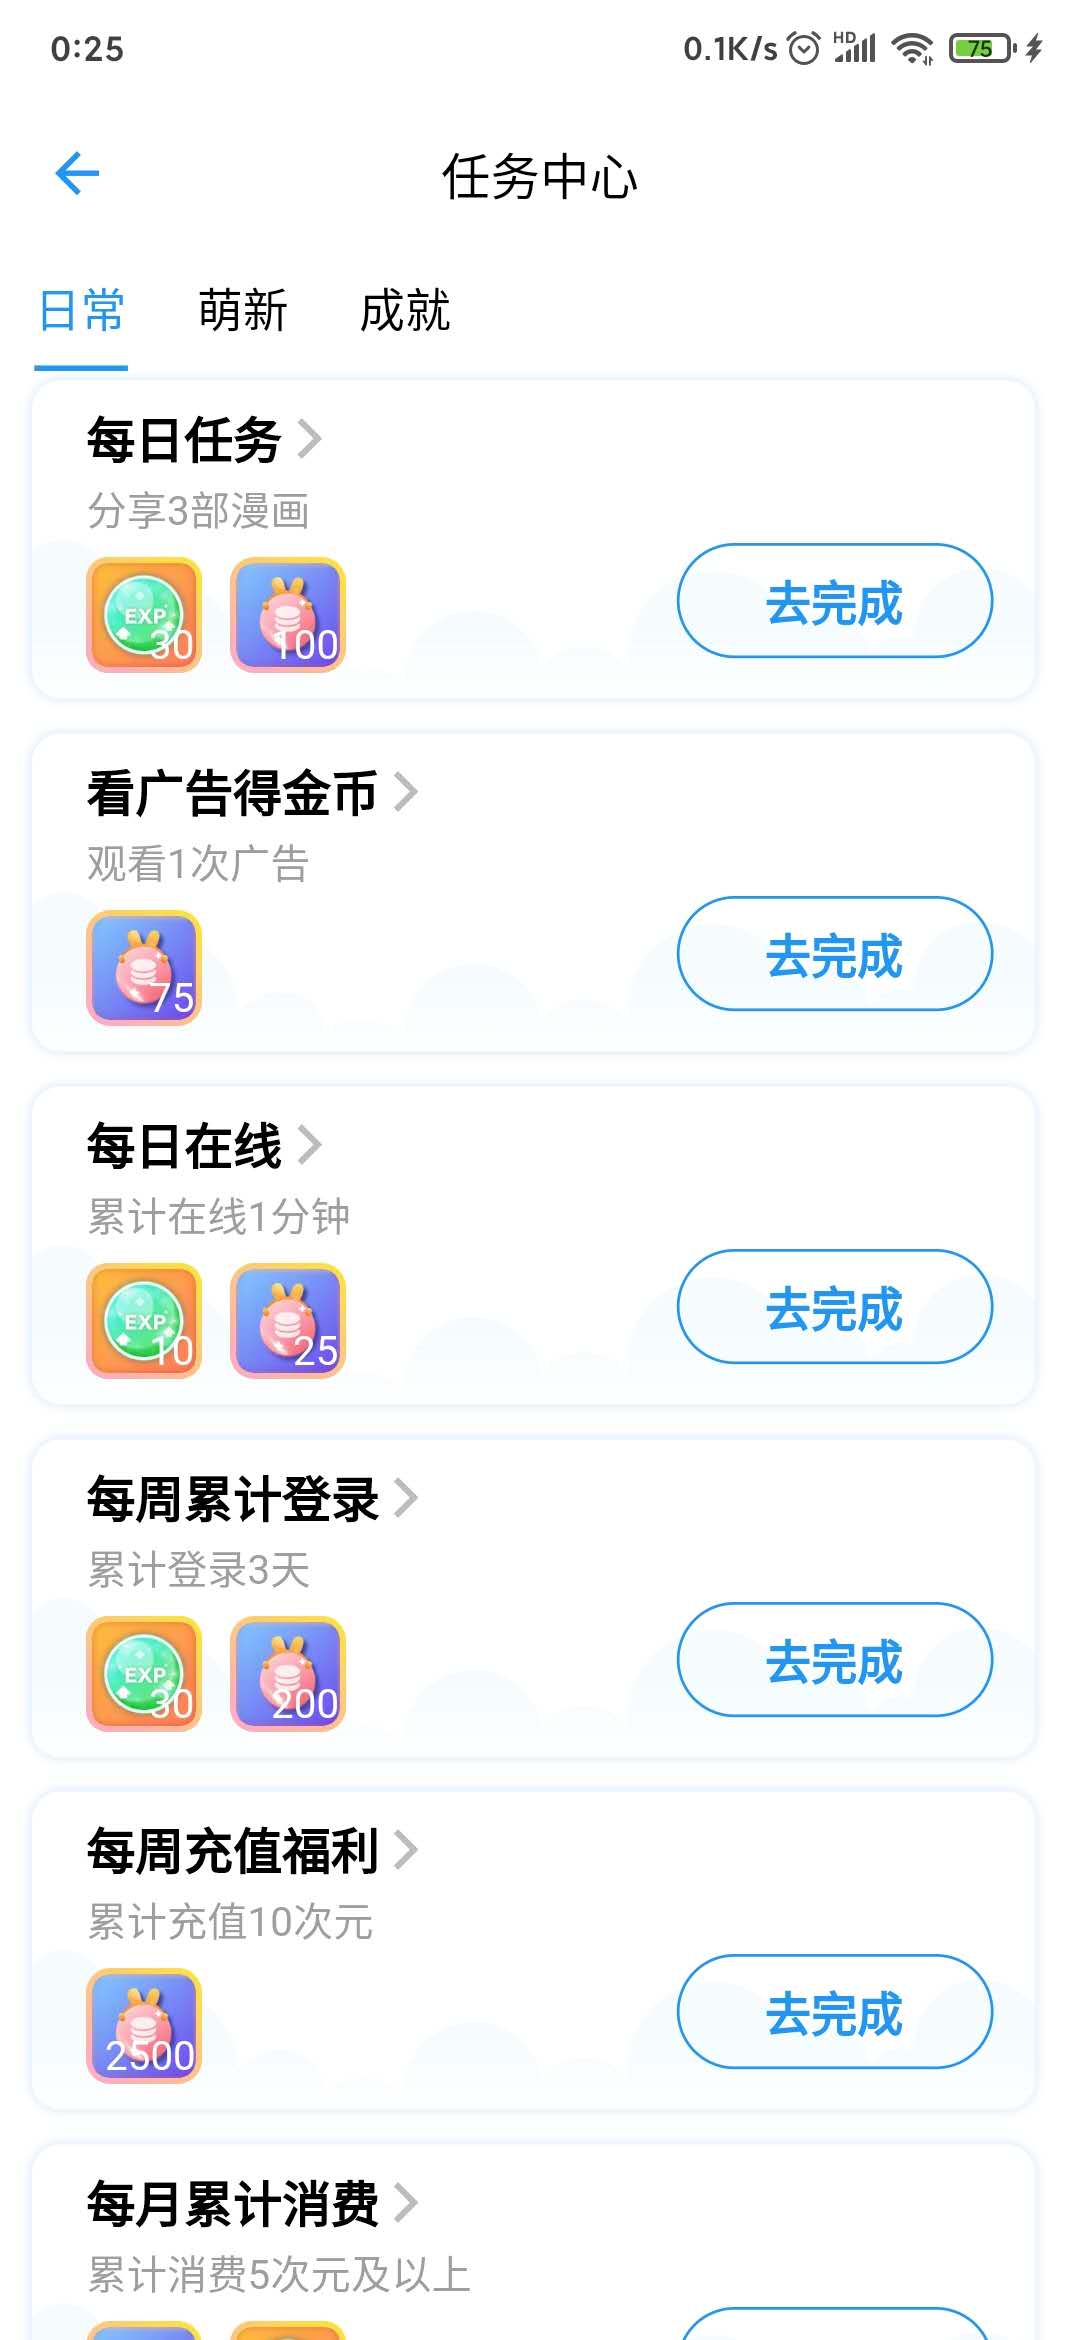 0:25
0.1K/s HD 75
任务中心
日常 萌新 成就
每日任务
分享3部漫画
EXP 30 100
去完成
看广告得金币
观看1次广告
75
去完成
每日在线
累计在线1分钟
EXP 10 25
去完成
每周累计登录
累计登录3天
EXP 30 200
去完成
每周充值福利
累计充值10次元
2500
去完成
每月累计消费
累计消费5次元及以上